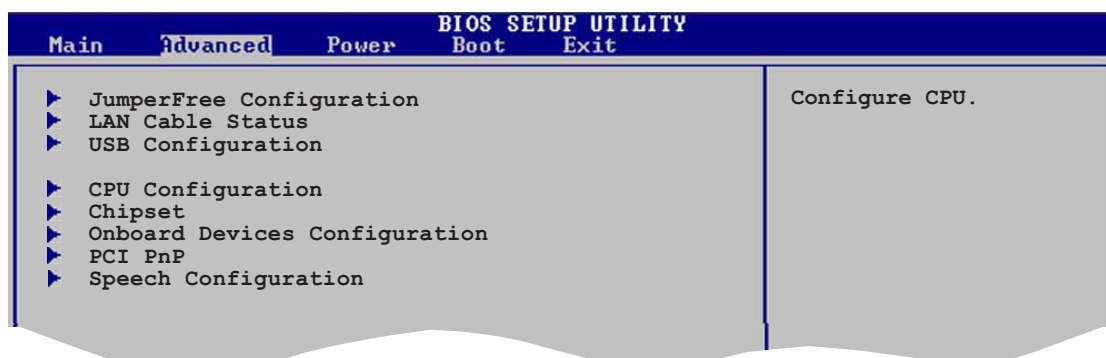 BIOS SETUP UTILITY
Main Advanced Power Boot Exit
JumperFree Configuration
LAN Cable Status
USB Configuration
CPU Configuration
Chipset
Onboard Devices Configuration
PCI PnP
Speech Configuration
Configure CPU.